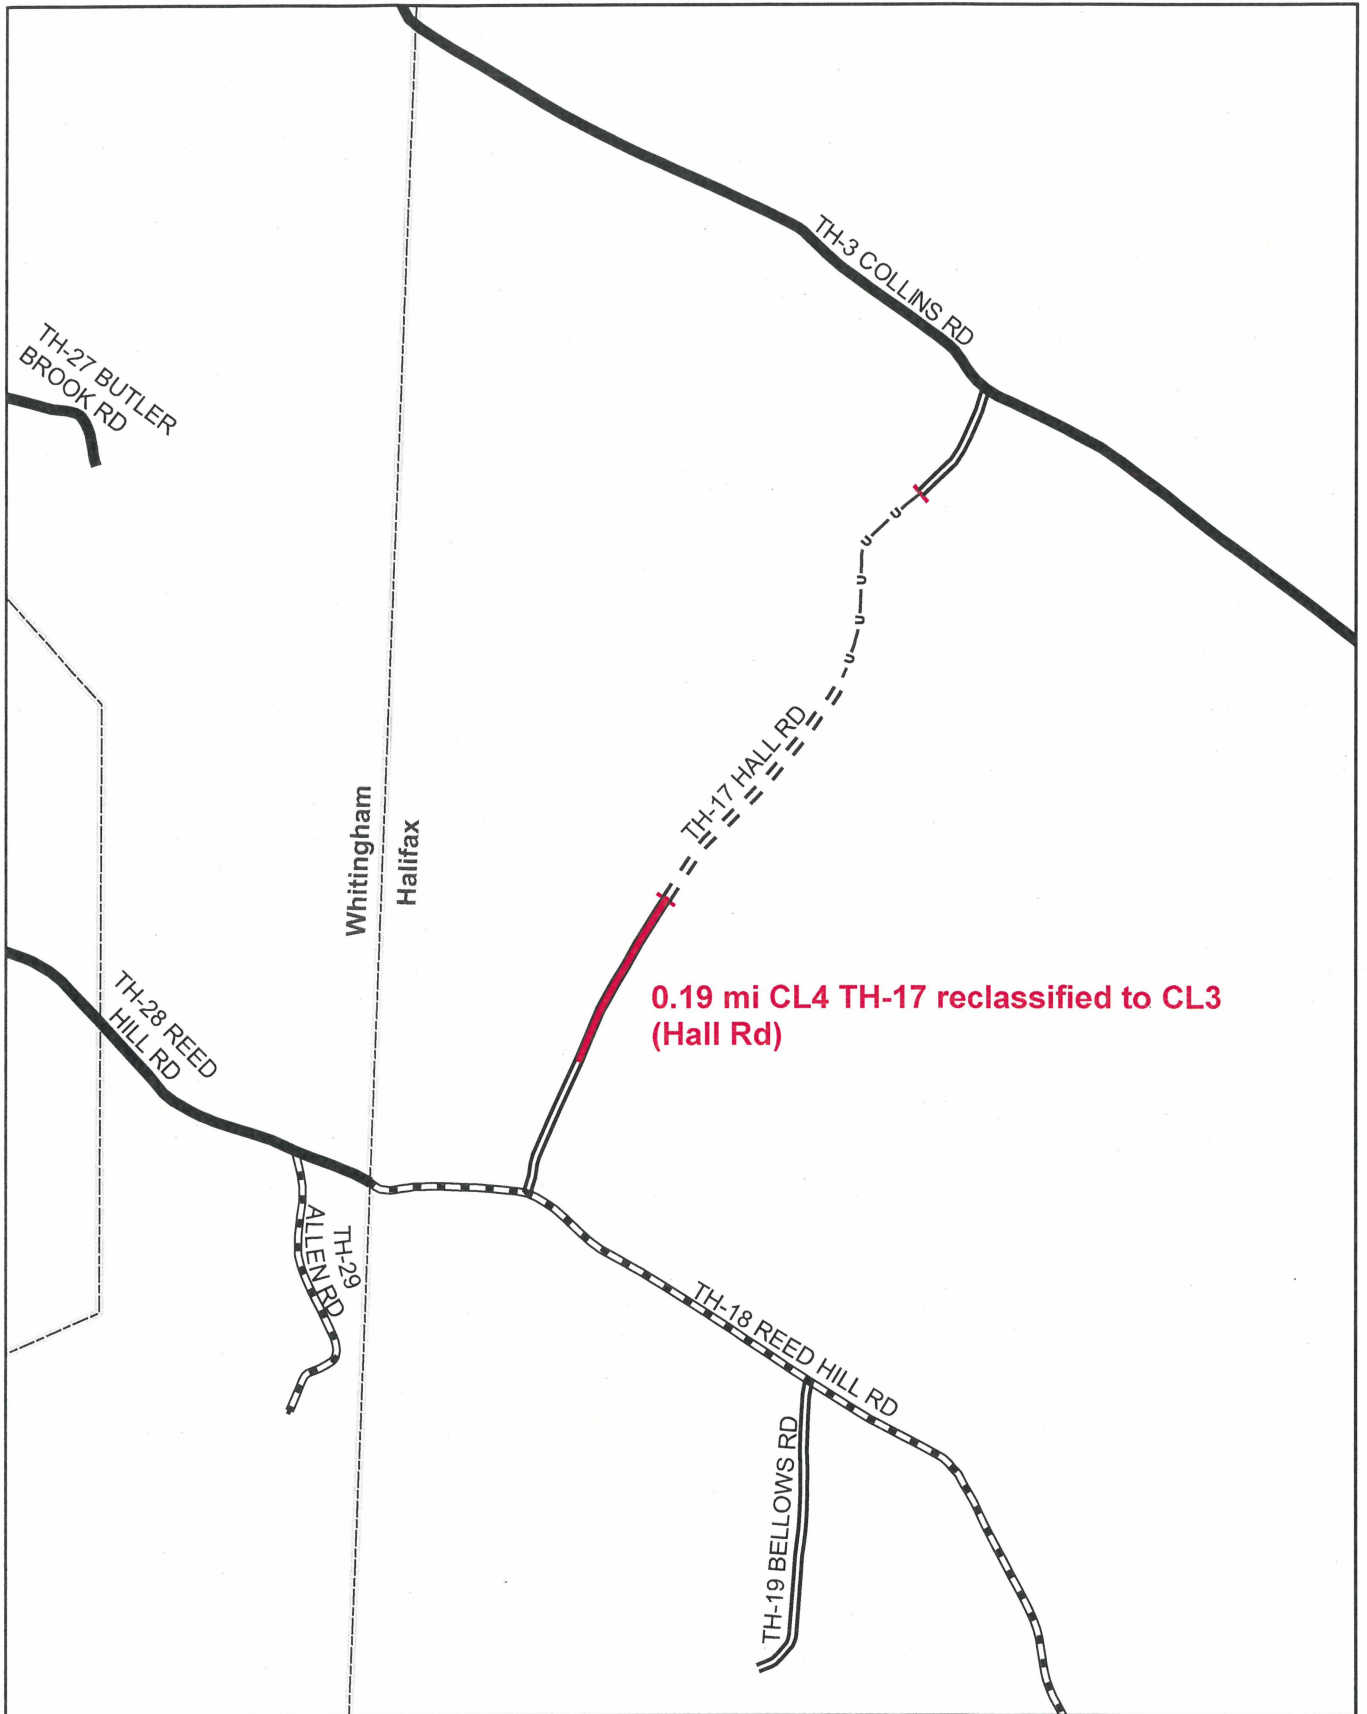 TH-3 COLLINS RD
TH-27 BUTLER
BROOK RD
TH-17 HALL RD
Whitingham
Halifax
0.19 mi CL4 TH-17 reclassified to CL3
(Hall Rd)
TH-28 REED
HILL RD
TH-29
ALLEN RD
TH-18 REED HILL RD
TH-19 BELLOWS RD